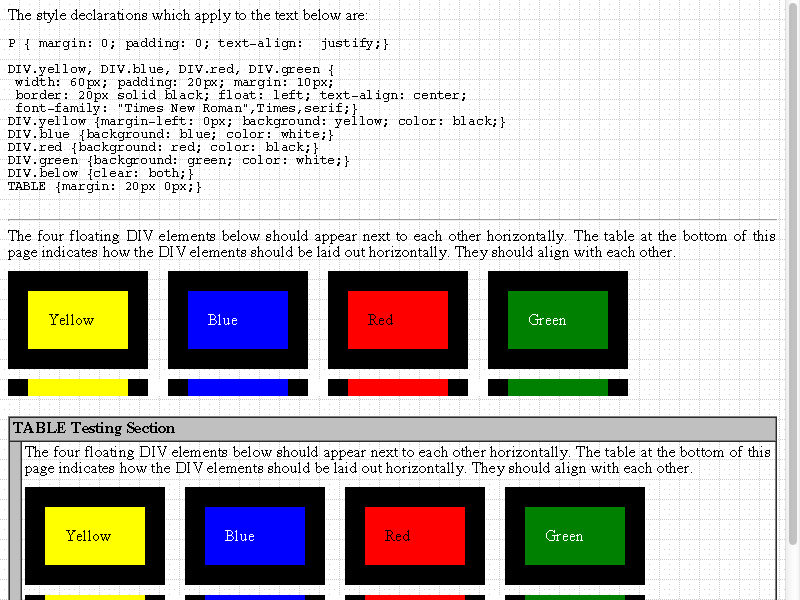 The style declarations which apply to the text below are:
P { margin: 0; padding: 0; text-align:  justify;}
DIV.yellow, DIV.blue, DIV.red, DIV.green {
 width: 60px; padding: 20px; margin: 10px;
 border: 20px solid black; float: left; text-align: center;
 font-family: "Times New Roman",Times,serif;}
DIV.yellow {margin-left: 0px; background: yellow; color: black;}
DIV.blue {background: blue; color: white;}
DIV.red {background: red; color: black;}
DIV.green {background: green; color: white;}
DIV.below {clear: both;}
TABLE {margin: 20px 0px;}
The four floating DIV elements below should appear next to each other horizontally. The table at the bottom of this
page indicates how the DIV elements should be laid out horizontally. They should align with each other.
Yellow Blue Red Green
TABLE Testing Section
The four floating DIV elements below should appear next to each other horizontally. The table at the bottom of this
page indicates how the DIV elements should be laid out horizontally. They should align with each other.
Yellow Blue Red Green